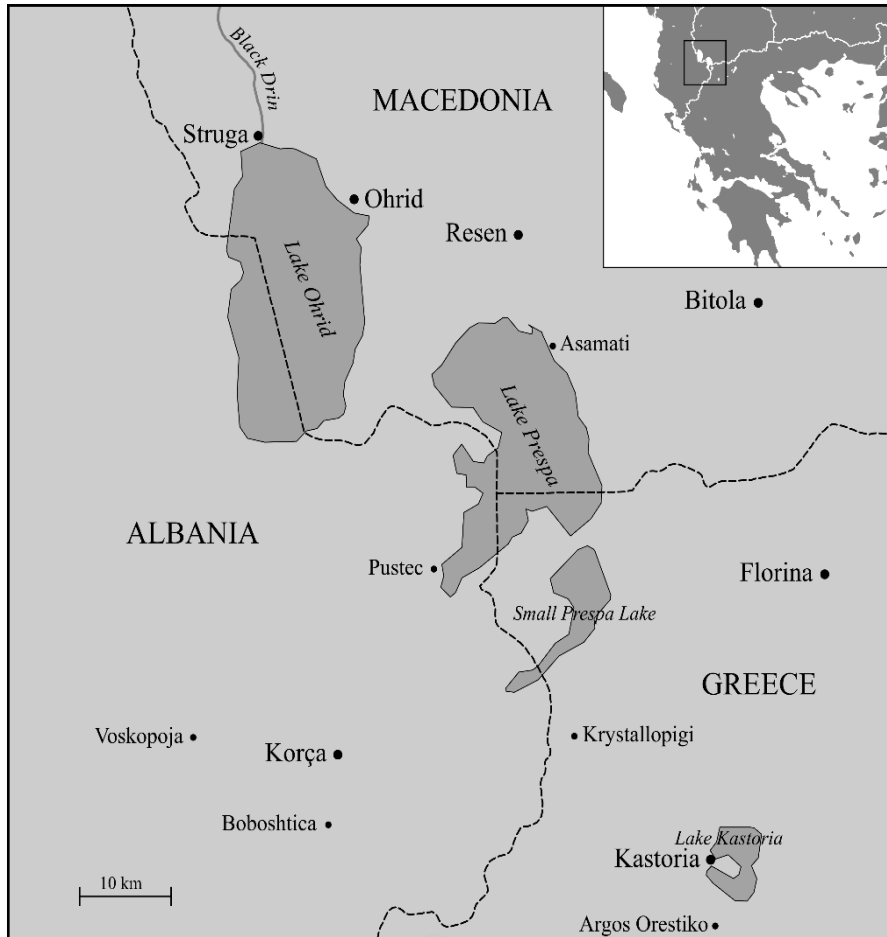 Black Drin
MACEDONIA
Struga
Ohrid
Resen
Lake Ohrid
Bitola
Asamati
Lake Prespa
ALBANIA
Pustec
Florina
Small Prespa Lake
GREECE
Voskopoja
Krystallopigi
Korça
Boboshtica
Lake Kastoria
Kastoria
10 km
Argos Orestiko